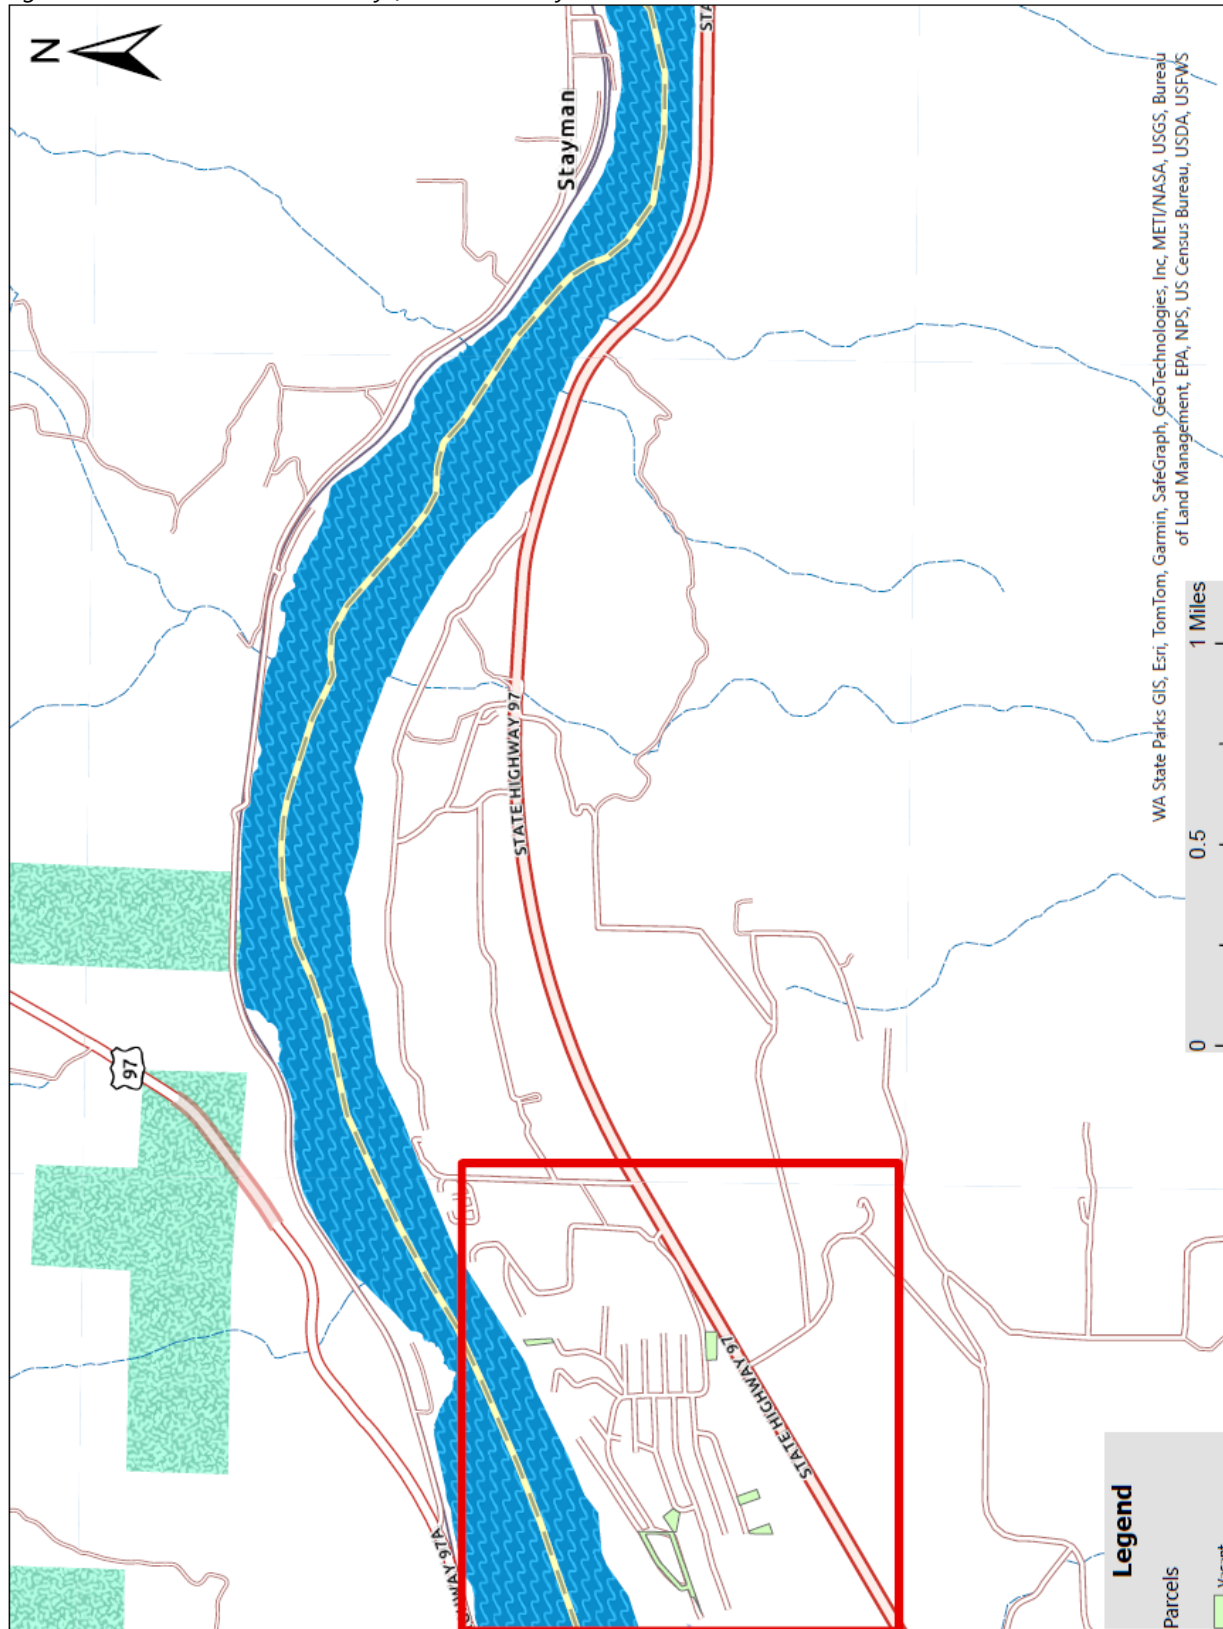 N
Stayman
STA
97
STATE HIGHWAY 97
STATE HIGHWAY 97
HWAY 97A
WA State Parks GIS, Esri, TomTom, Garmin, SafeGraph, GeoTechnologies, Inc, METI/NASA, USGS, Bureau
of Land Management, EPA, NPS, US Census Bureau, USDA, USFWS
0 0.5 1 Miles
Legend
Parcels